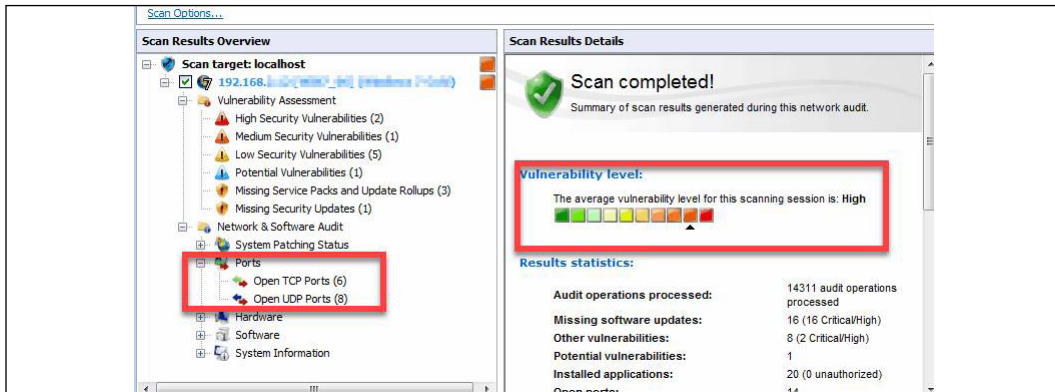 Scan Options...
Scan Results Overview
Scan target: localhost
192.168.
Vulnerability Assessment
High Security Vulnerabilities (2)
Medium Security Vulnerabilities (1)
Low Security Vulnerabilities (5)
Potential Vulnerabilities (1)
Missing Service Packs and Update Rollups (3)
Missing Security Updates (1)
Network & Software Audit
System Patching Status
Ports
Open TCP Ports (6)
Open UDP Ports (8)
Hardware
Software
System Information
Scan Results Details
Scan completed!
Summary of scan results generated during this network audit.
Vulnerability level:
The average vulnerability level for this scanning session is: High
Results statistics:
Audit operations processed: 14311 audit operations
processed
Missing software updates: 16 (16 Critical/High)
Other vulnerabilities: 8 (2 Critical/High)
Potential vulnerabilities: 1
Installed applications: 20 (0 unauthorized)
Open ports: 14